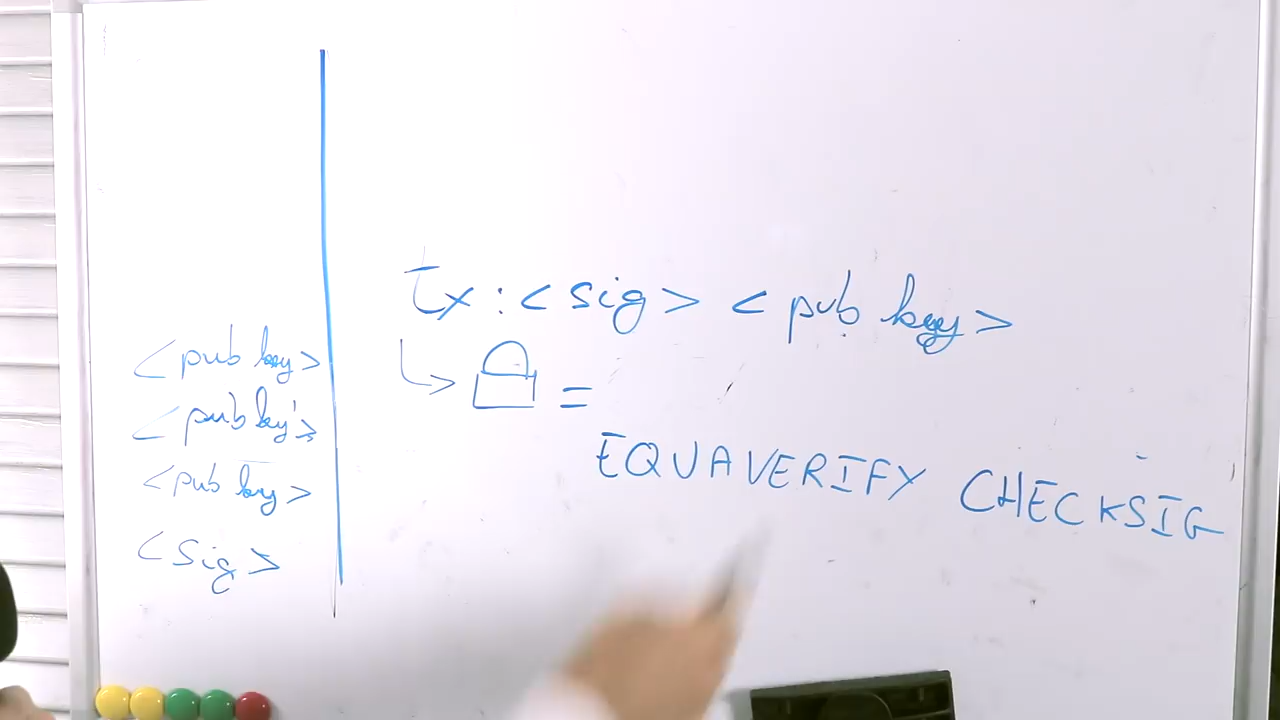 <pub key>
<pub key'>
<pub key>
<sig>
tx : <sig> <pub key>
=
EQUAVERIFY CHECKSIG